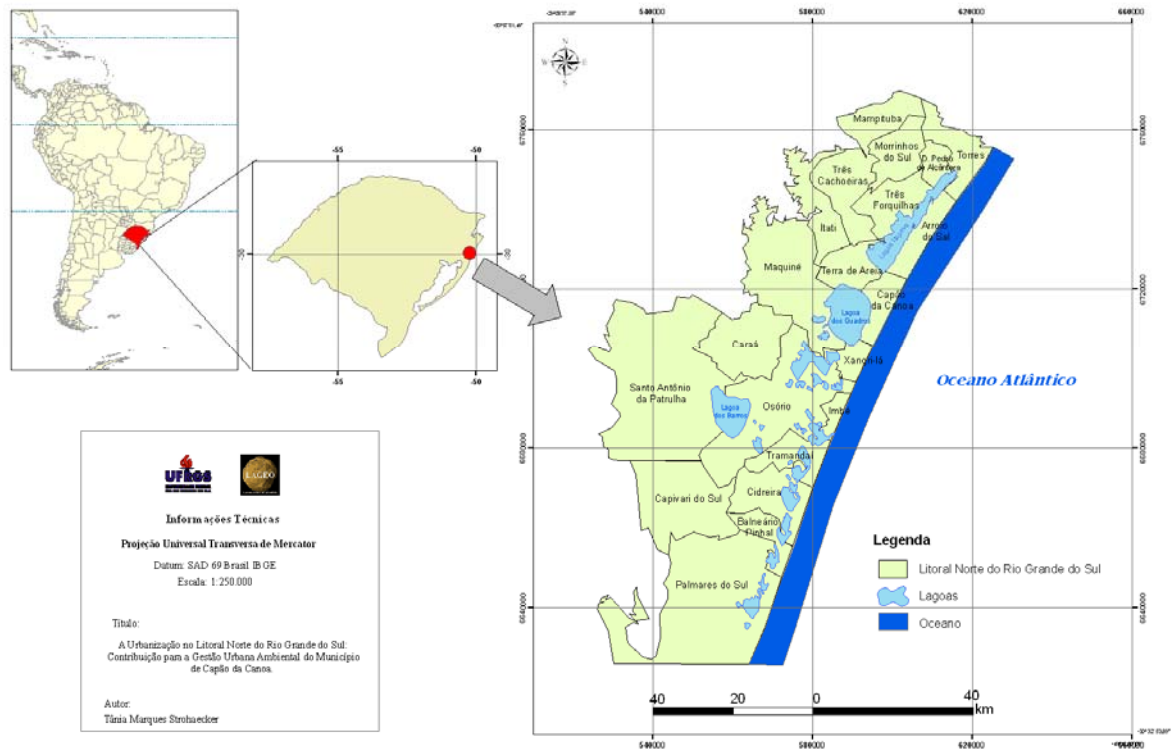 -55
-50
-30
-30
-55
-50
540000
580000
620000
660000
N
W
E
S
6760000
6760000
Mampituba
Morrinhos
do Sul
D. Pedro
de Alcântara
Torres
Três
Cachoeiras
Três
Forquilhas
Itati
Arroio
do Sal
Maquiné
Terra de Areia
6720000
6720000
Capão
da Canoa
Lagoa
dos Quadros
Caraá
Xangri-lá
Oceano Atlântico
Santo Antônio
da Patrulha
Lagoa
dos Barros
Osório
Imbé
6680000
6680000
Tramandaí
Capivari do Sul
Cidreira
Balneário
Pinhal
Palmares do Sul
6640000
6640000
Legenda
Litoral Norte do Rio Grande do Sul
Lagoas
Oceano
40
20
0
40
km
540000
580000
620000
UFRGS
LAGEO
Informações Técnicas
Projeção Universal Transversa de Mercator
Datum: SAD 69 Brasil IBGE
Escala: 1:250.000
Título:
A Urbanização no Litoral Norte do Rio Grande do Sul:
Contribuição para a Gestão Urbana Ambiental do Município
de Capão da Canoa.
Autor:
Tânia Marques Strohaecker